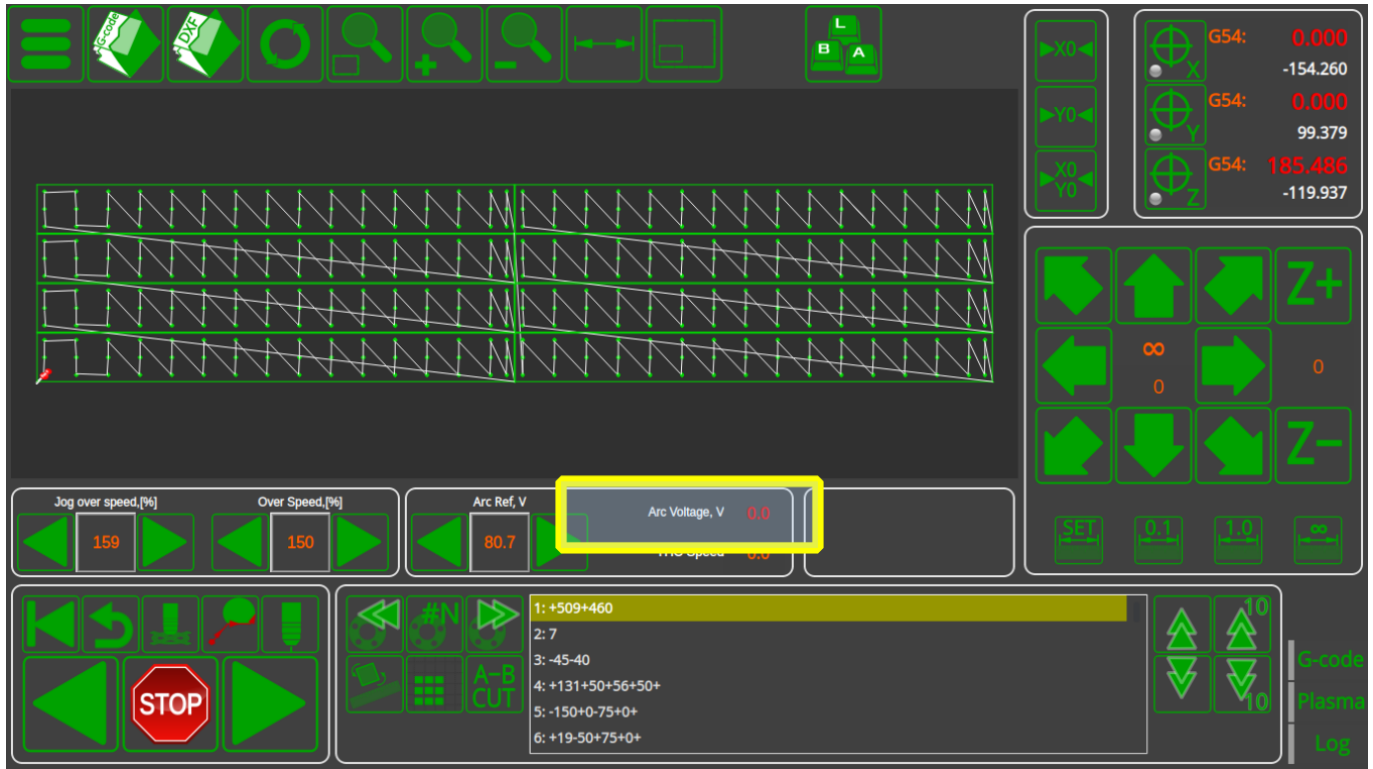 G-code
DXF
L
B A
X0
Y0
X0
Y0
X
Y
Z
G54: 0.000
-154.260
G54: 0.000
99.379
G54: 185.486
-119.937
Z+
∞
0
0
Z−
SET
0.1
1.0
∞
Jog over speed,[%]
159
Over Speed,[%]
150
Arc Ref, V
80.7
Arc Voltage, V 0.0
THC Speed 0.0
STOP
#N
A−B
CUT
1: +509+460
2: 7
3: -45-40
4: +131+50+56+50+
5: -150+0-75+0+
6: +19-50+75+0+
10
10
G-code
Plasma
Log